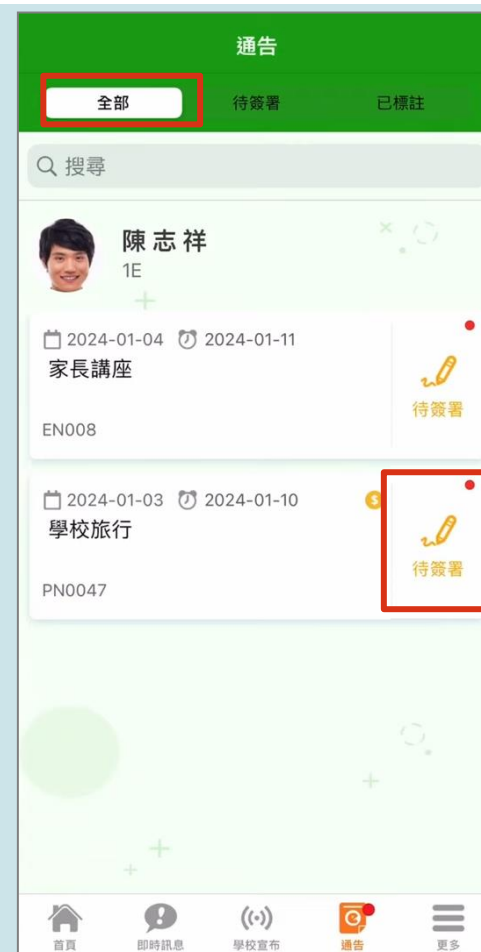 通告
全部 待簽署 已標註
搜尋
陳志祥
1E
2024-01-04 2024-01-11
家長講座
待簽署
EN008
2024-01-03 2024-01-10 $
學校旅行
待簽署
PN0047
首頁 即時訊息 學校宣布 通告 更多